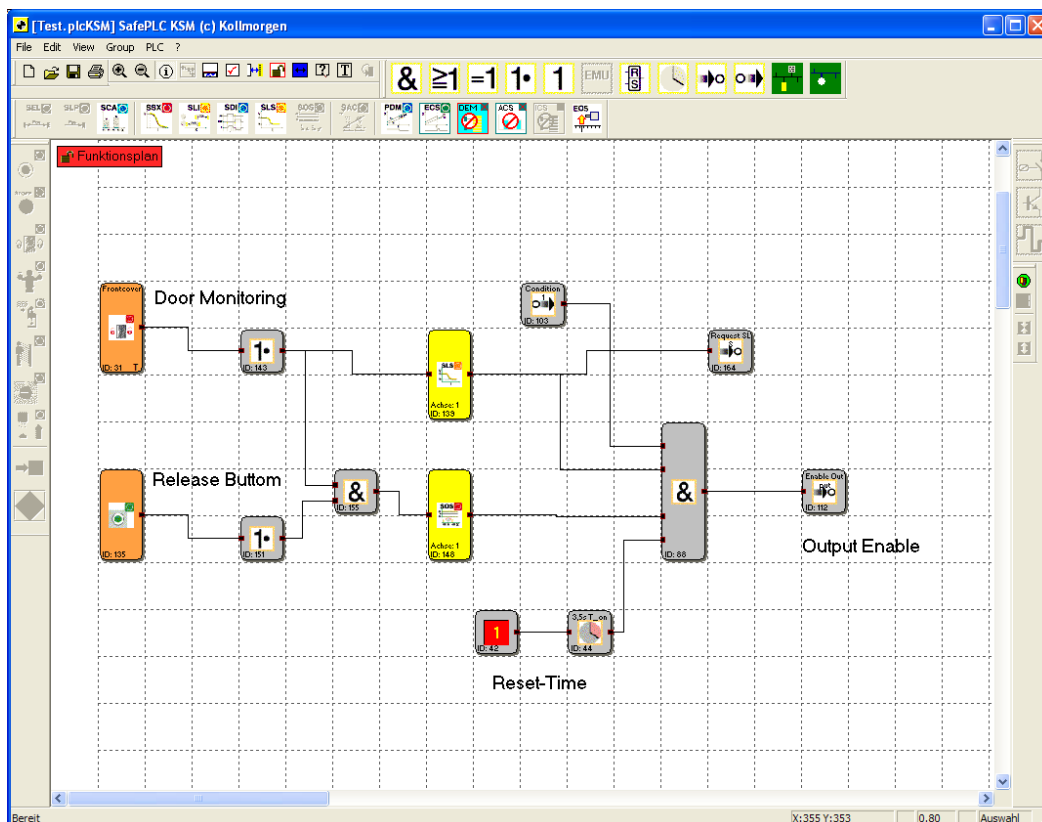 [Test.plcKSM] SafePLC KSM (c) Kollmorgen
File Edit View Group PLC ?
& ≥1 =1 1• 1 EMU R S
SEL SLP SCA SSX SLI SDI SLS SOS SAC PDM ECS DEM ACS ICS EOS
Funktionsplan
Frontcover
ID: 31 T
Door Monitoring
1•
ID: 143
SLS
Achse: 1
ID: 139
Condition
1
ID: 103
Request SL
ID: 164
ID: 135
Release Buttom
1•
ID: 151
&
ID: 155
SOS
Achse: 1
ID: 148
&
ID: 88
Enable Out
out
ID: 112
Output Enable
1
ID: 42
3,5s T_on
ID: 44
Reset-Time
Bereit X:355 Y:353 0,80 Auswahl